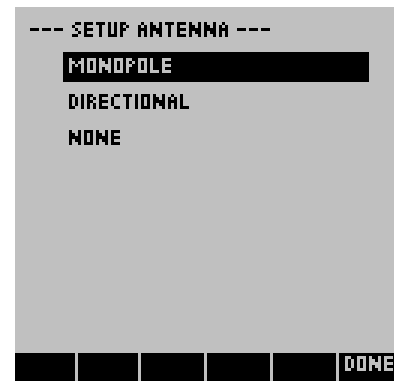 --- SETUP ANTENNA ---
MONOPOLE
DIRECTIONAL
NONE
DONE